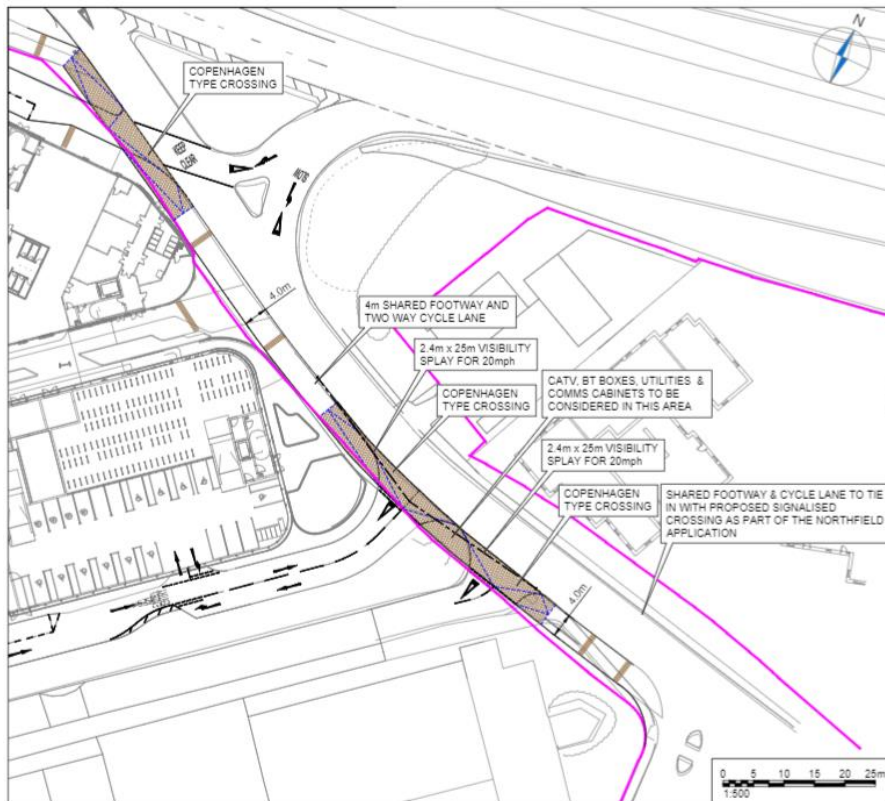 N
COPENHAGEN
TYPE CROSSING
KEEP
CLEAR
4.0m
4m SHARED FOOTWAY AND
TWO WAY CYCLE LANE
2.4m x 25m VISIBILITY
SPLAY FOR 20mph
COPENHAGEN
TYPE CROSSING
CATV, BT BOXES, UTILITIES &
COMMS CABINETS TO BE
CONSIDERED IN THIS AREA
2.4m x 25m VISIBILITY
SPLAY FOR 20mph
COPENHAGEN
TYPE CROSSING
SHARED FOOTWAY & CYCLE LANE TO TIE
IN WITH PROPOSED SIGNALISED
CROSSING AS PART OF THE NORTHFIELD
APPLICATION
4.0m
0 5 10 15 20 25m
1:500